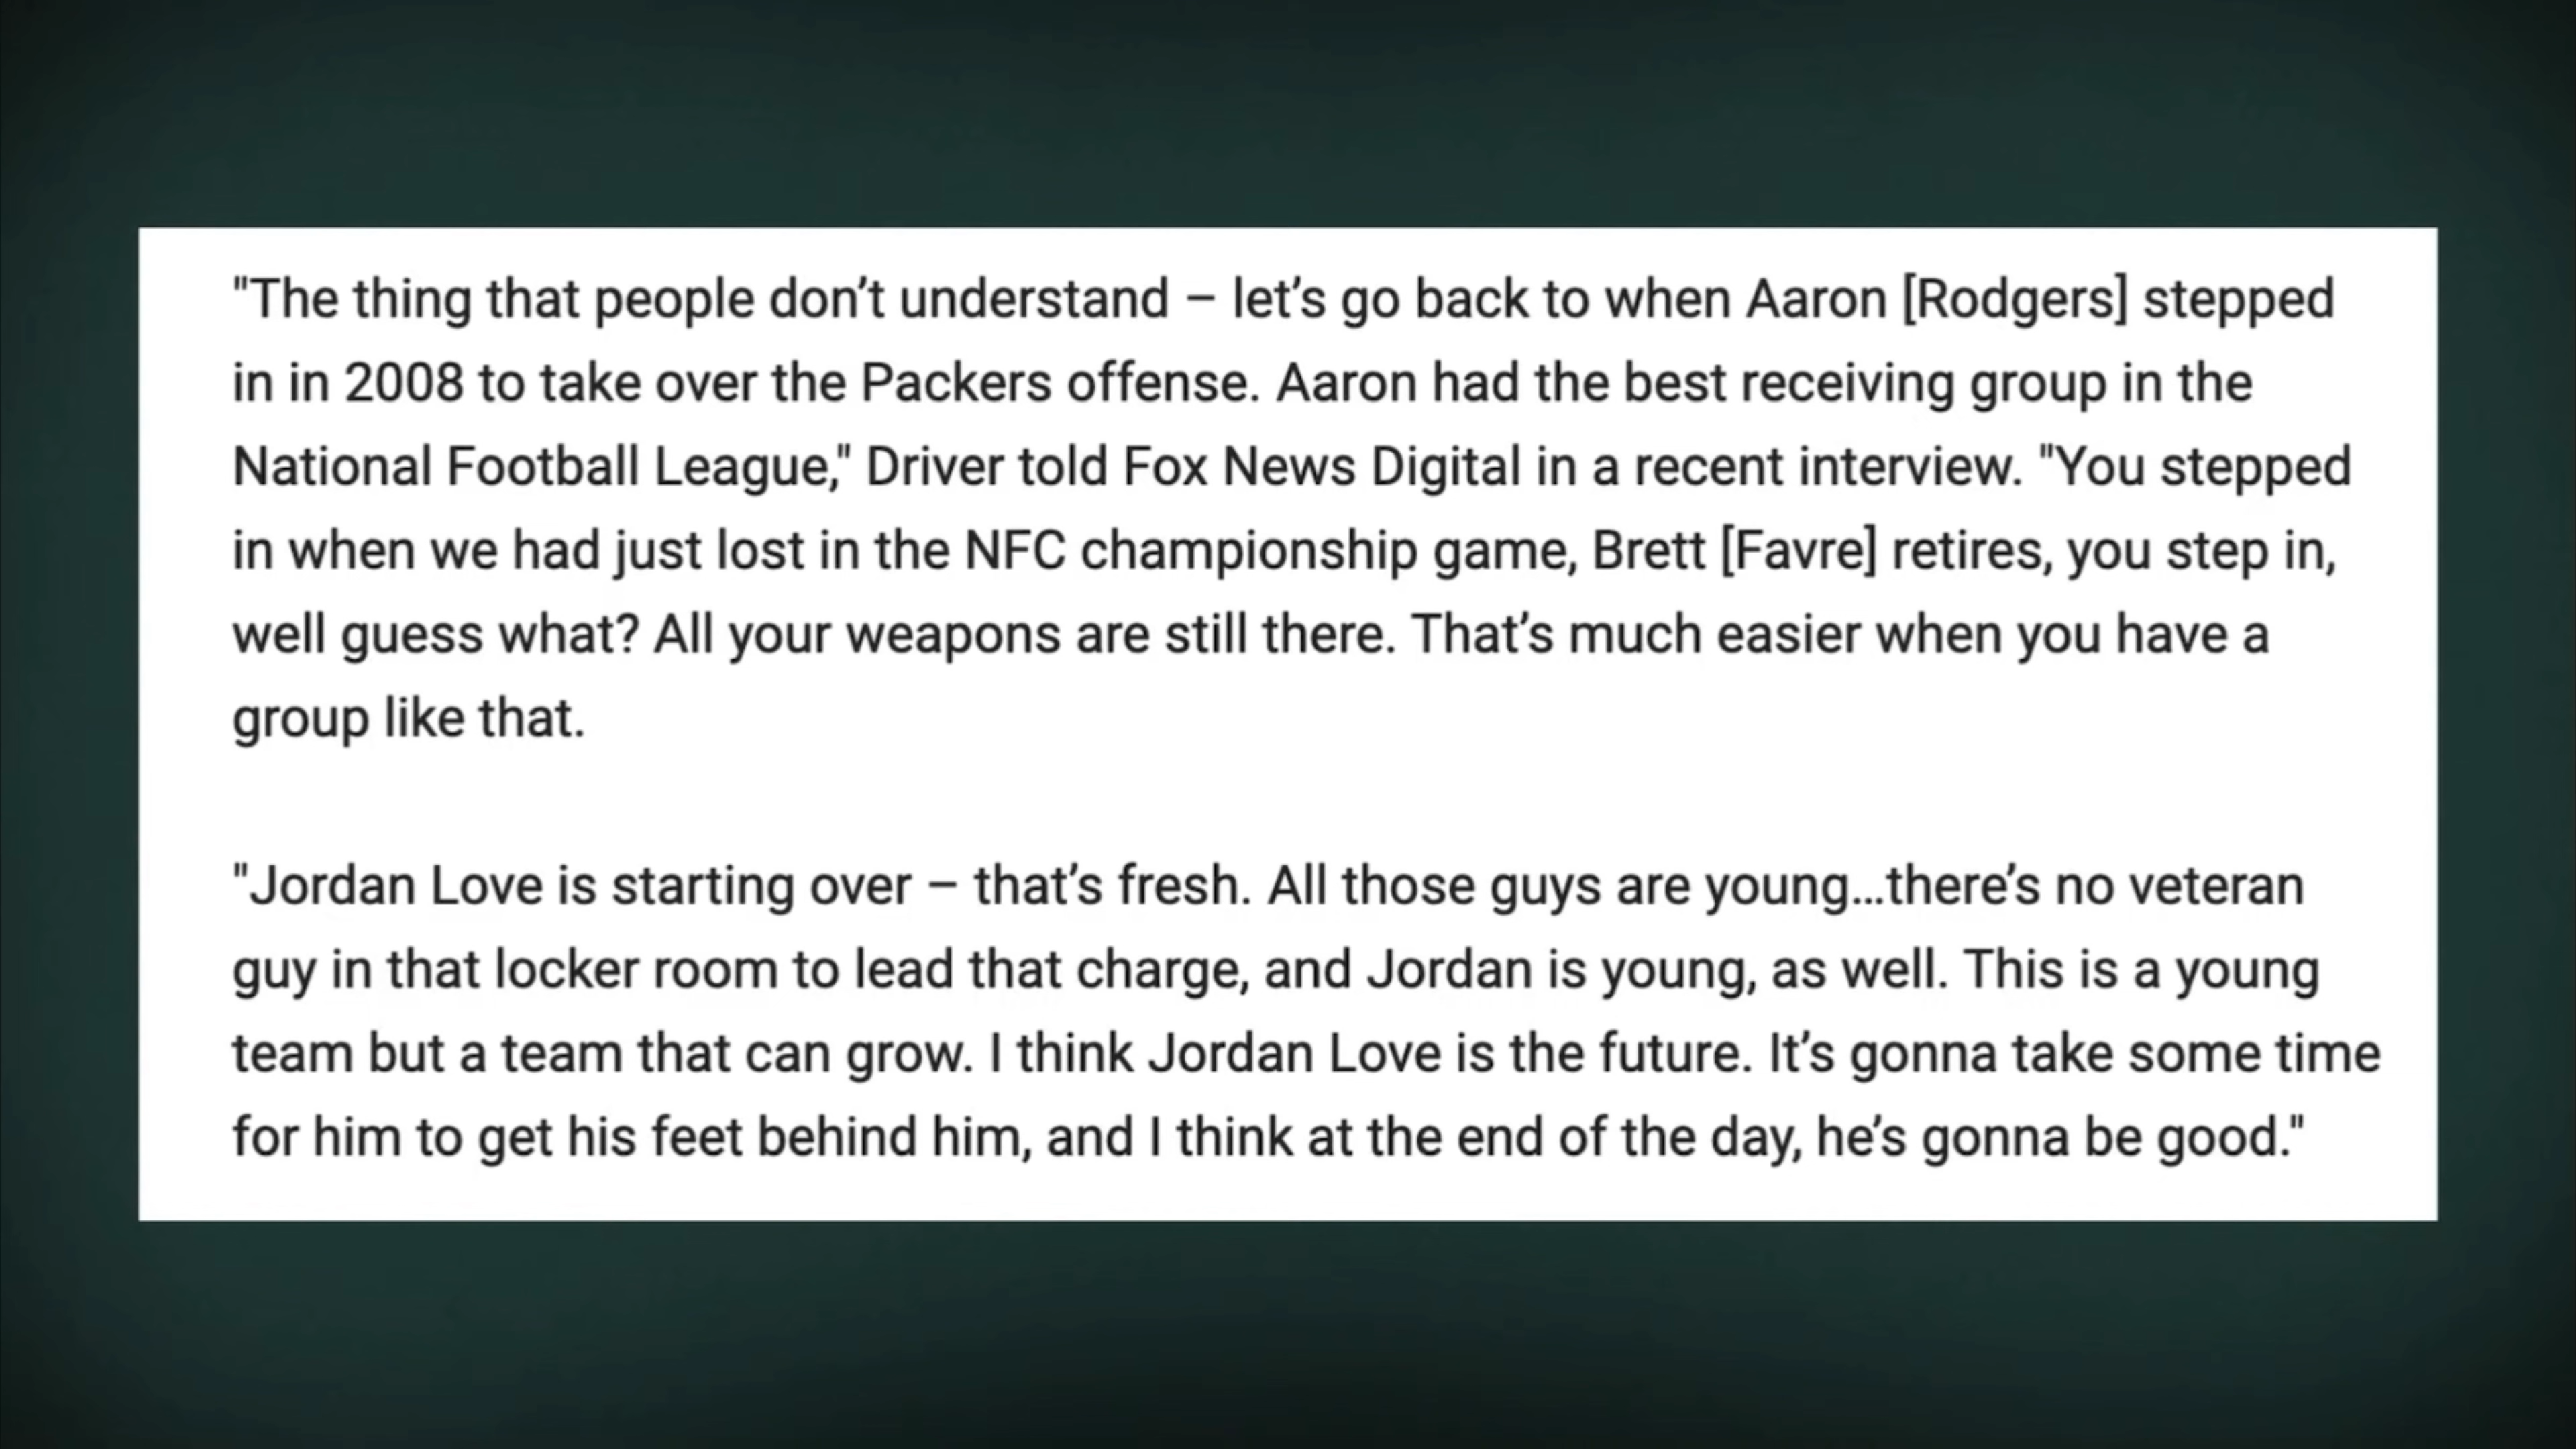 "The thing that people don’t understand – let’s go back to when Aaron [Rodgers] stepped
in in 2008 to take over the Packers offense. Aaron had the best receiving group in the
National Football League," Driver told Fox News Digital in a recent interview. "You stepped
in when we had just lost in the NFC championship game, Brett [Favre] retires, you step in,
well guess what? All your weapons are still there. That’s much easier when you have a
group like that.
"Jordan Love is starting over – that’s fresh. All those guys are young…there’s no veteran
guy in that locker room to lead that charge, and Jordan is young, as well. This is a young
team but a team that can grow. I think Jordan Love is the future. It’s gonna take some time
for him to get his feet behind him, and I think at the end of the day, he’s gonna be good."